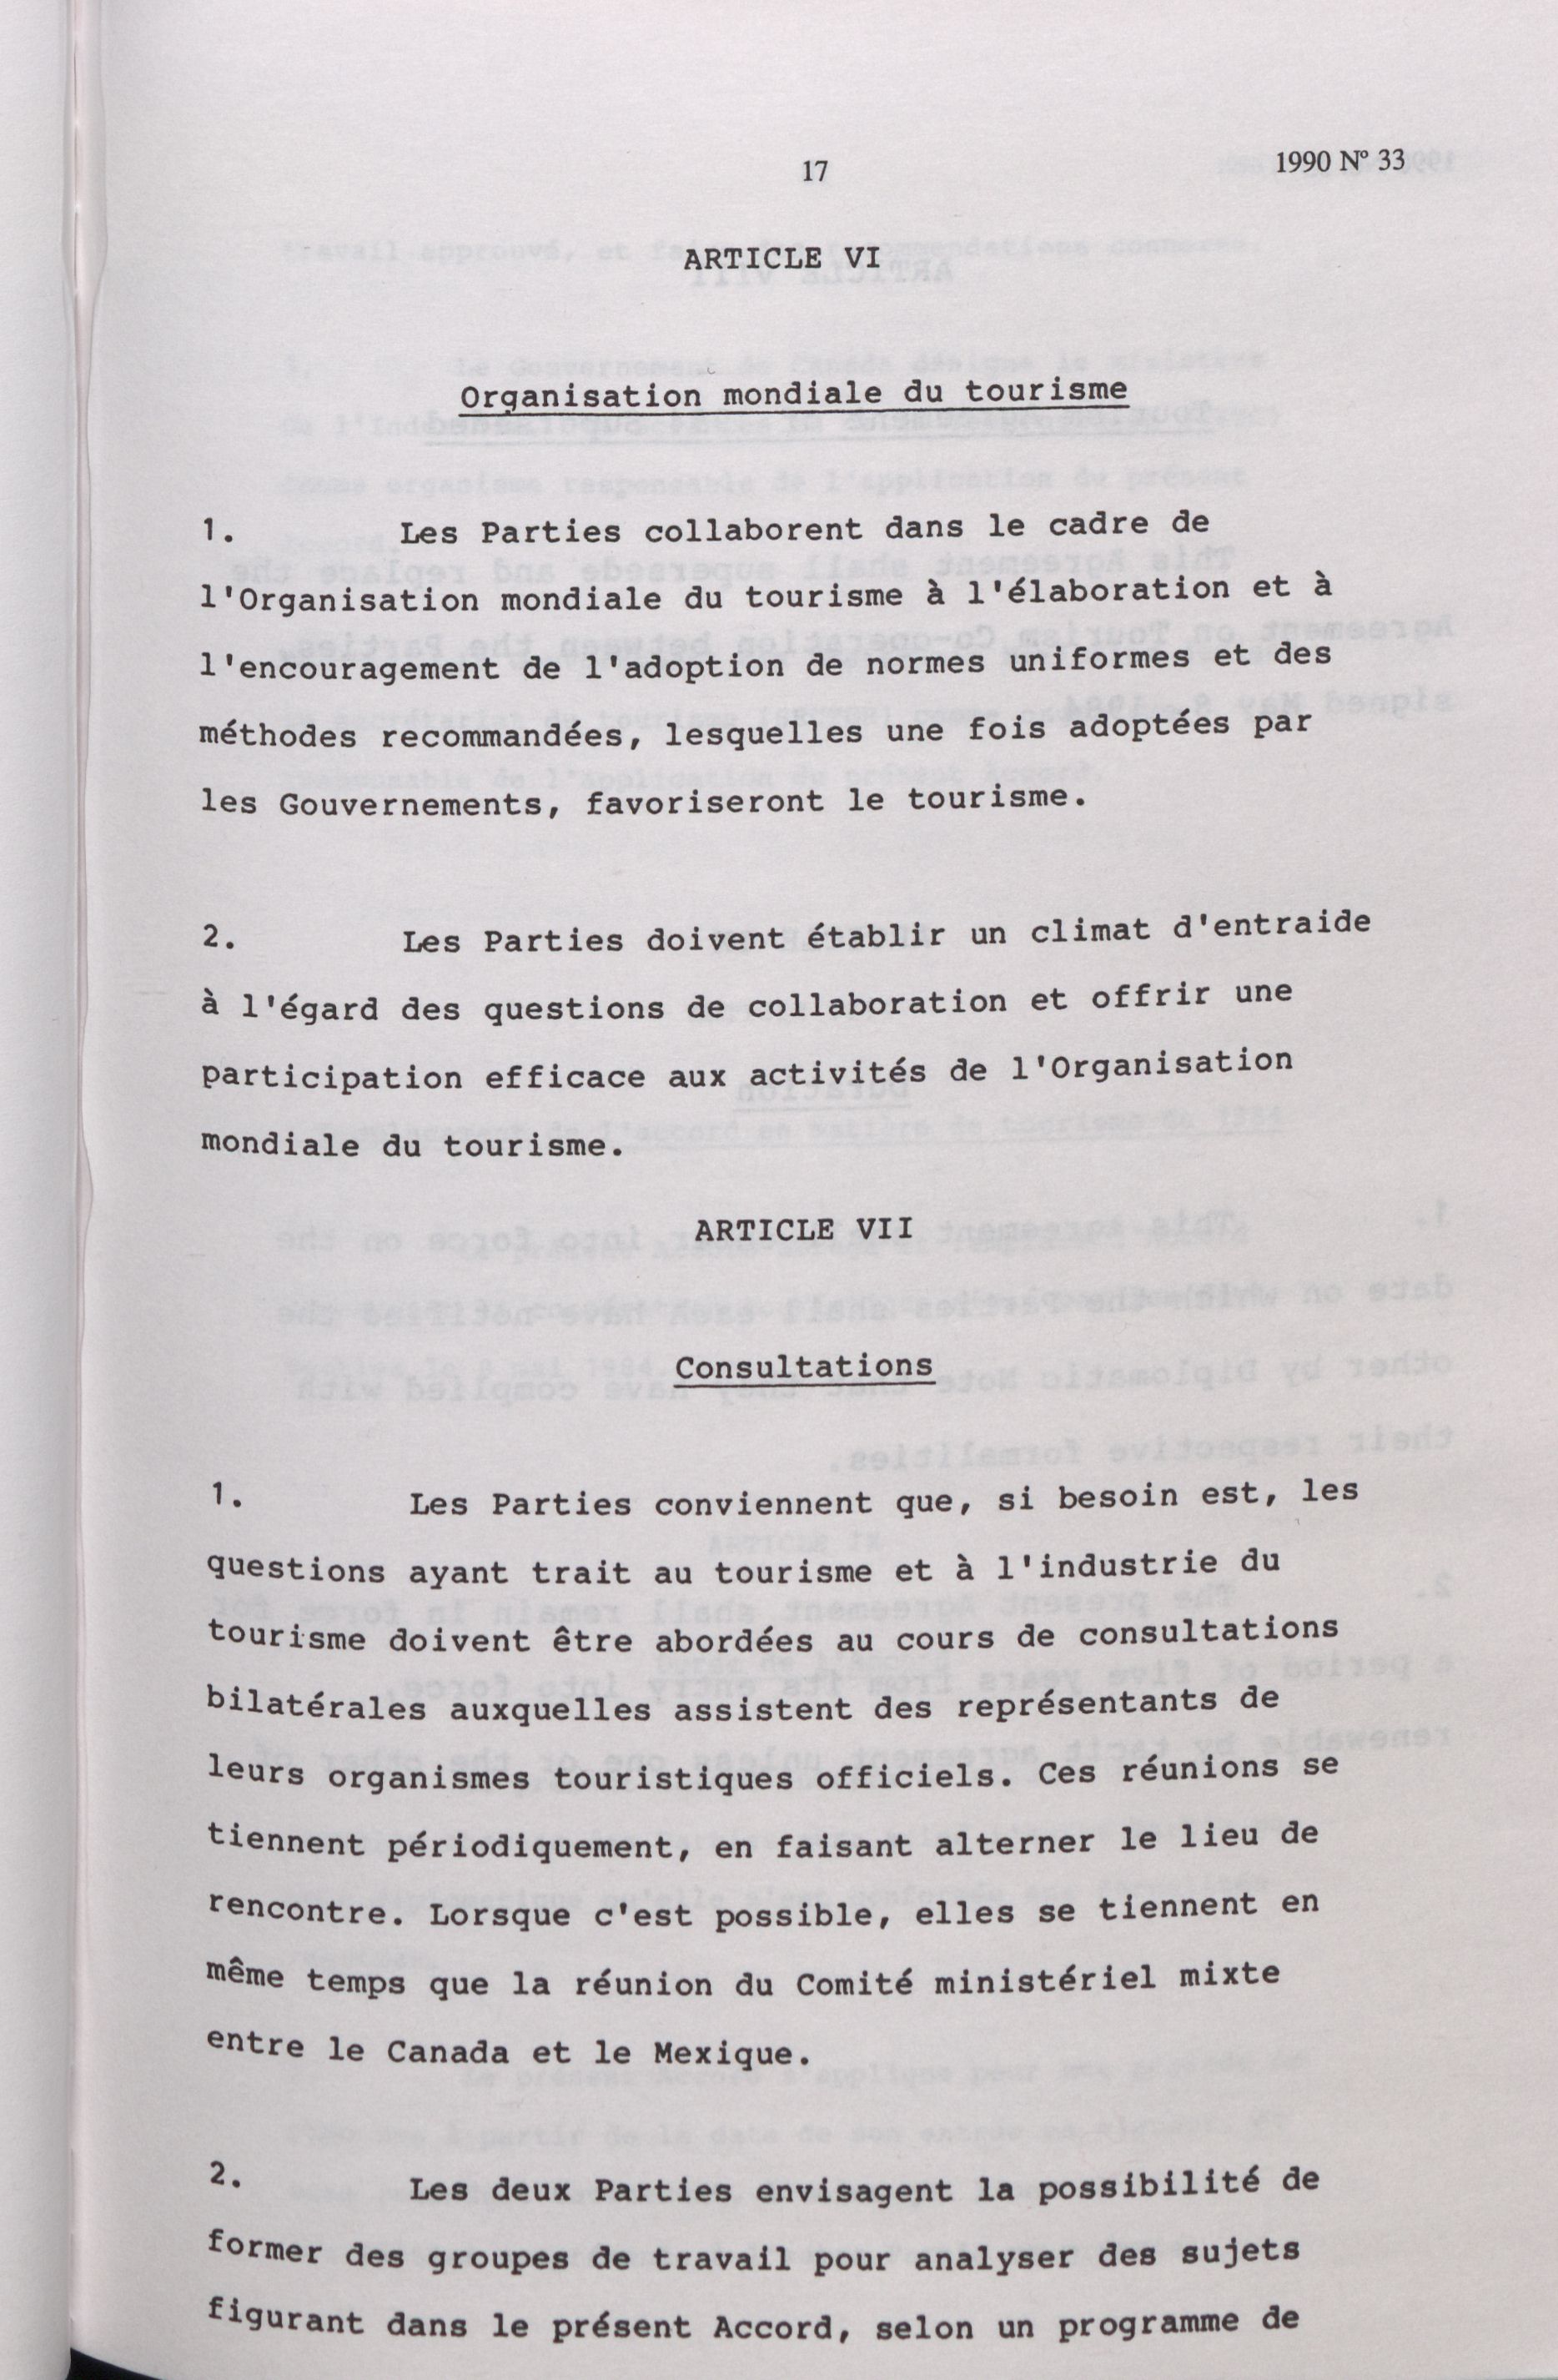 17
1990 Nº 33
ARTICLE VI
Organisation mondiale du tourisme
1. Les Parties collaborent dans le cadre de
l'Organisation mondiale du tourisme à l'élaboration et à
l'encouragement de l'adoption de normes uniformes et des
méthodes recommandées, lesquelles une fois adoptées par
les Gouvernements, favoriseront le tourisme.
2. Les Parties doivent établir un climat d'entraide
à l'égard des questions de collaboration et offrir une
participation efficace aux activités de l'Organisation
mondiale du tourisme.
ARTICLE VII
Consultations
1. Les Parties conviennent que, si besoin est, les
questions ayant trait au tourisme et à l'industrie du
tourisme doivent être abordées au cours de consultations
bilatérales auxquelles assistent des représentants de
leurs organismes touristiques officiels. Ces réunions se
tiennent périodiquement, en faisant alterner le lieu de
rencontre. Lorsque c'est possible, elles se tiennent en
même temps que la réunion du Comité ministériel mixte
entre le Canada et le Mexique.
2. Les deux Parties envisagent la possibilité de
former des groupes de travail pour analyser des sujets
figurant dans le présent Accord, selon un programme de